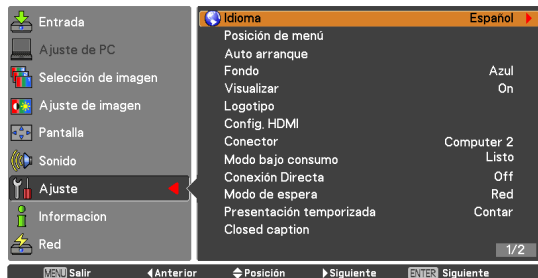 Entrada
Ajuste de PC
Selección de imagen
Ajuste de imagen
Pantalla
Sonido
Ajuste
Informacion
Red
Idioma Español
Posición de menú
Auto arranque
Fondo Azul
Visualizar On
Logotipo
Config. HDMI
Conector Computer 2
Modo bajo consumo Listo
Conexión Directa Off
Modo de espera Red
Presentación temporizada Contar
Closed caption
1/2
MENU Salir Anterior Posición Siguiente ENTER Siguiente